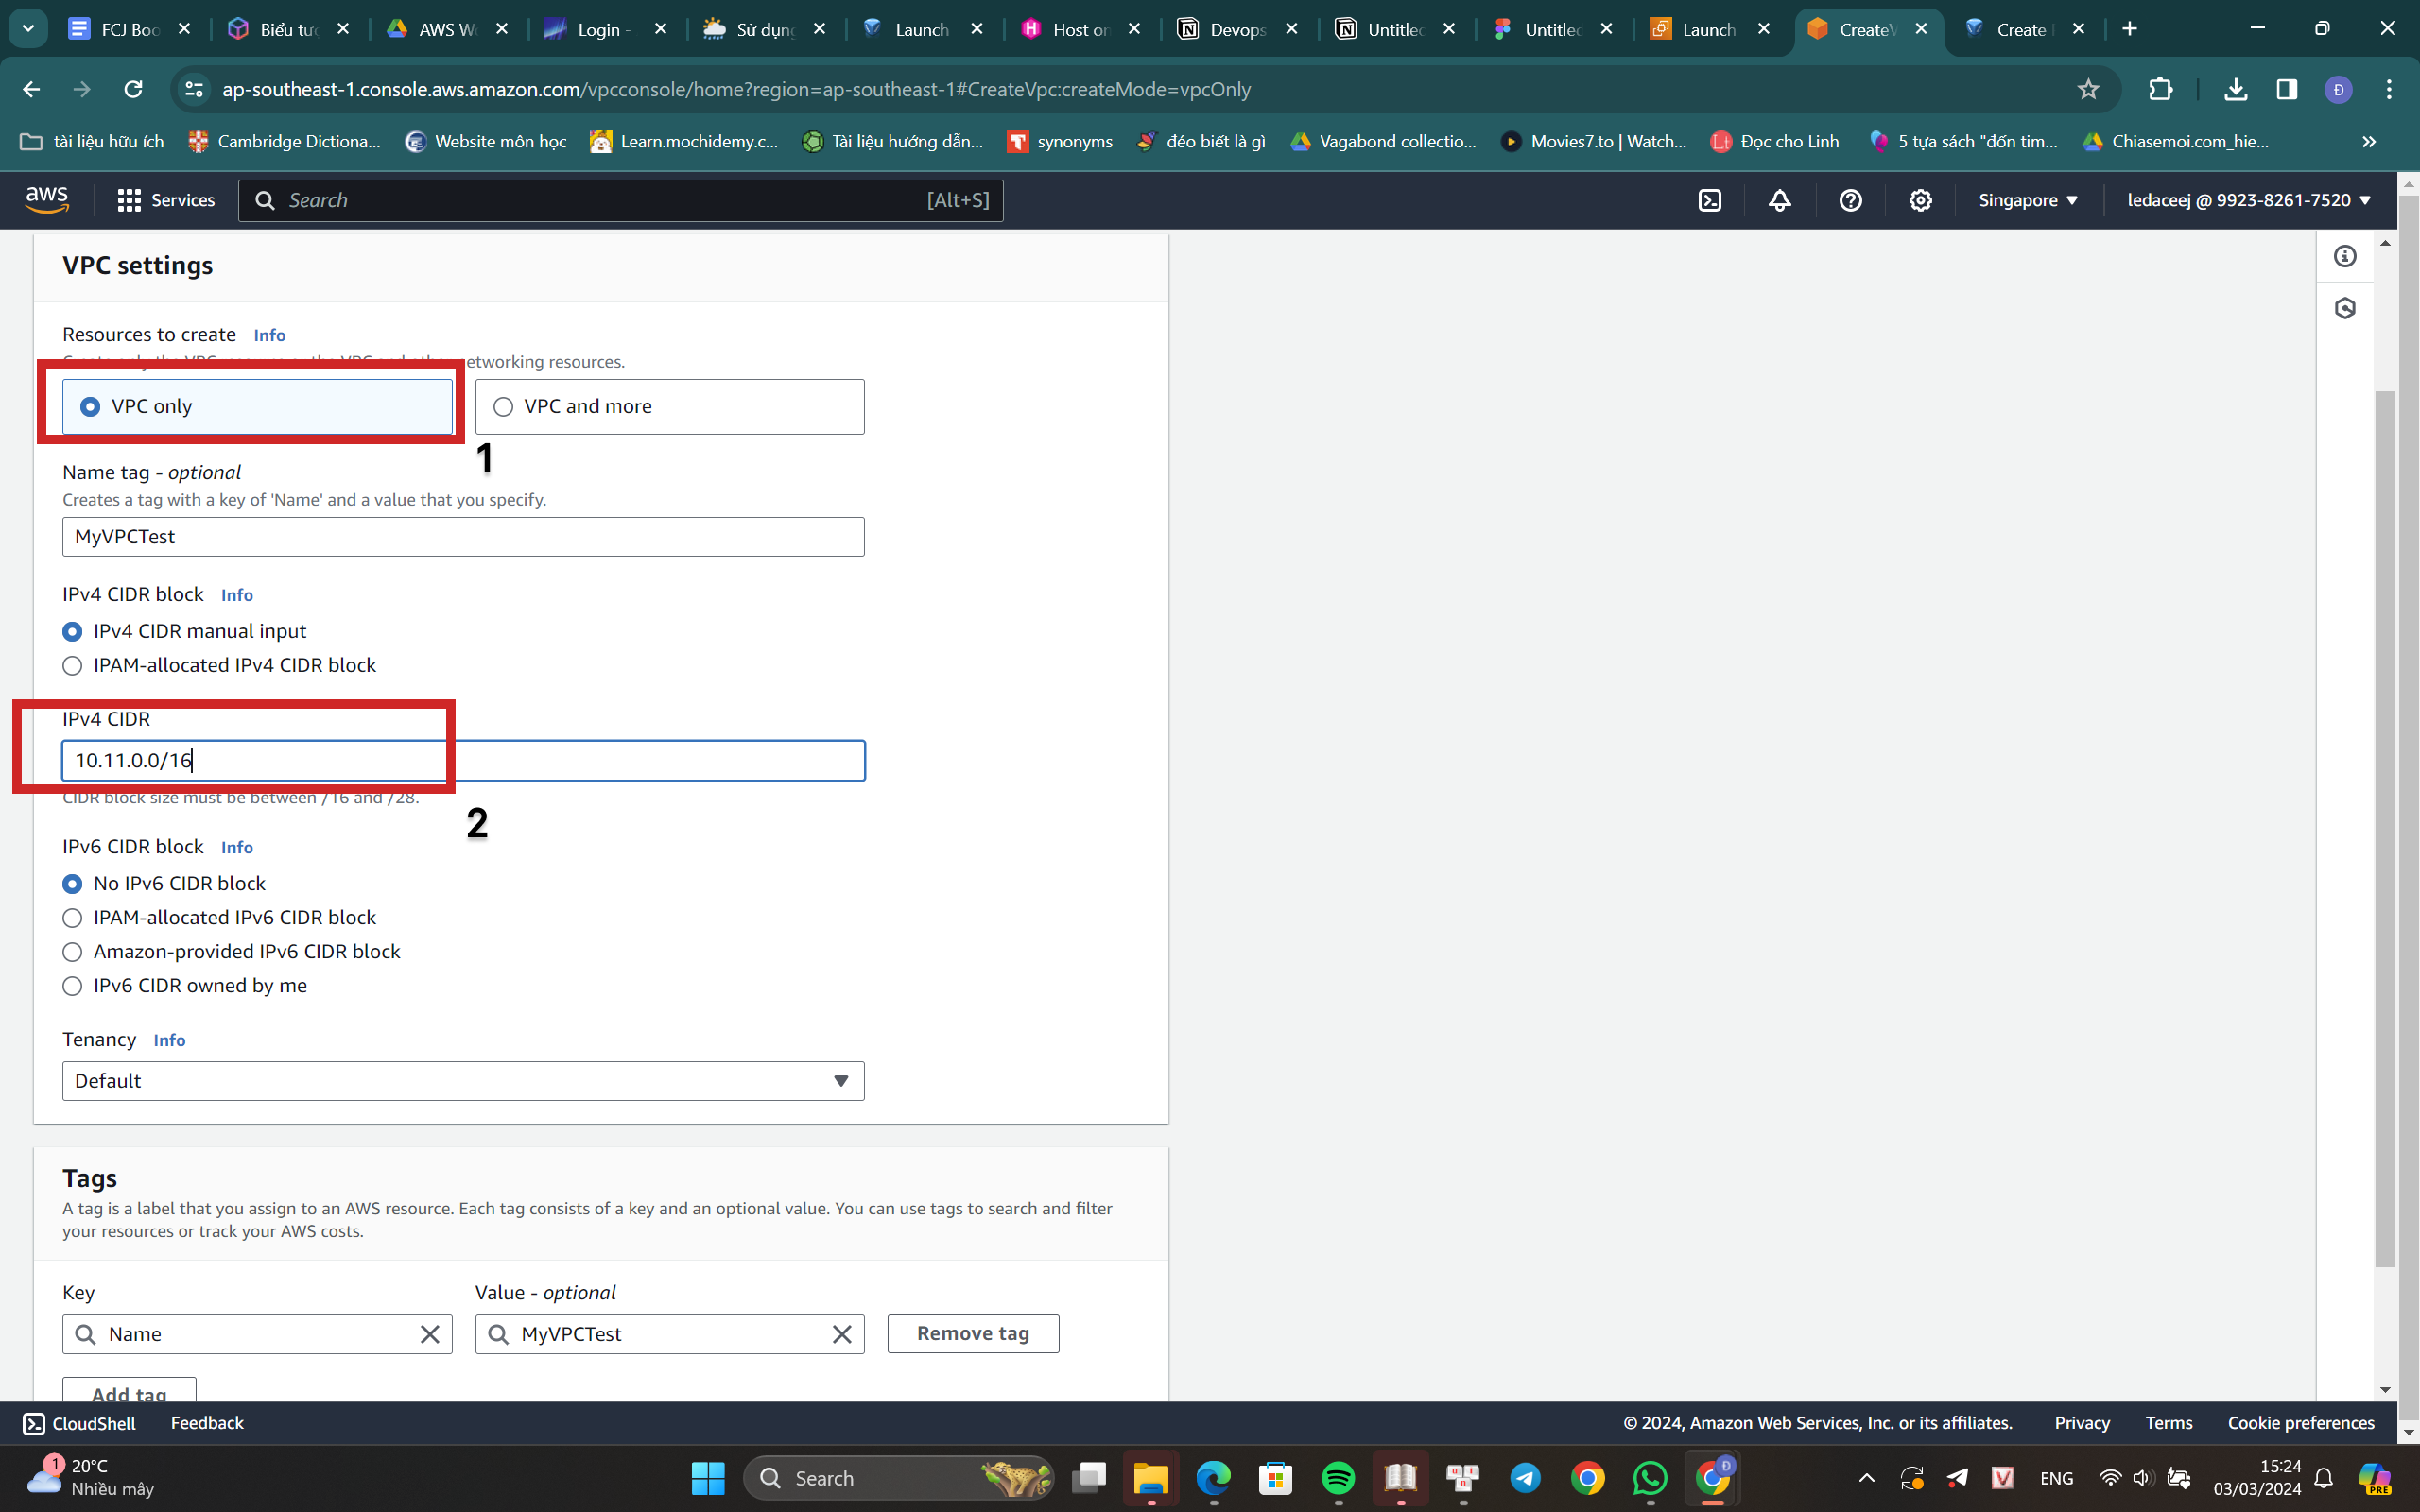 FCJ Boo
Biểu tư
AWS W
Login -
Sử dụn
Launch
Host on
Devops
Untitled
Untitled
Launch
CreateV
Create
ap-southeast-1.console.aws.amazon.com/vpcconsole/home?region=ap-southeast-1#CreateVpc:createMode=vpcOnly
Đ
tài liệu hữu ích
Cambridge Dictiona...
Website môn học
Learn.mochidemy.c...
Tài liệu hướng dẫn...
synonyms
đéo biết là gì
Vagabond collectio...
Movies7.to | Watch...
Đọc cho Linh
5 tựa sách "đốn tim...
Chiasemoi.com_hie...
aws
Services
Search
[Alt+S]
Singapore
ledaceej @ 9923-8261-7520
VPC settings
Resources to create Info
etworking resources.
VPC only
VPC and more
1
Name tag - optional
Creates a tag with a key of 'Name' and a value that you specify.
MyVPCTest
IPv4 CIDR block Info
IPv4 CIDR manual input
IPAM-allocated IPv4 CIDR block
IPv4 CIDR
10.11.0.0/16
CIDR block size must be between /16 and /28.
2
IPv6 CIDR block Info
No IPv6 CIDR block
IPAM-allocated IPv6 CIDR block
Amazon-provided IPv6 CIDR block
IPv6 CIDR owned by me
Tenancy Info
Default
Tags
A tag is a label that you assign to an AWS resource. Each tag consists of a key and an optional value. You can use tags to search and filter
your resources or track your AWS costs.
Key
Value - optional
Name
MyVPCTest
Remove tag
Add tag
CloudShell
Feedback
© 2024, Amazon Web Services, Inc. or its affiliates.
Privacy
Terms
Cookie preferences
1
20°C
Nhiều mây
Search
Đ
ENG
15:24
03/03/2024
PRE